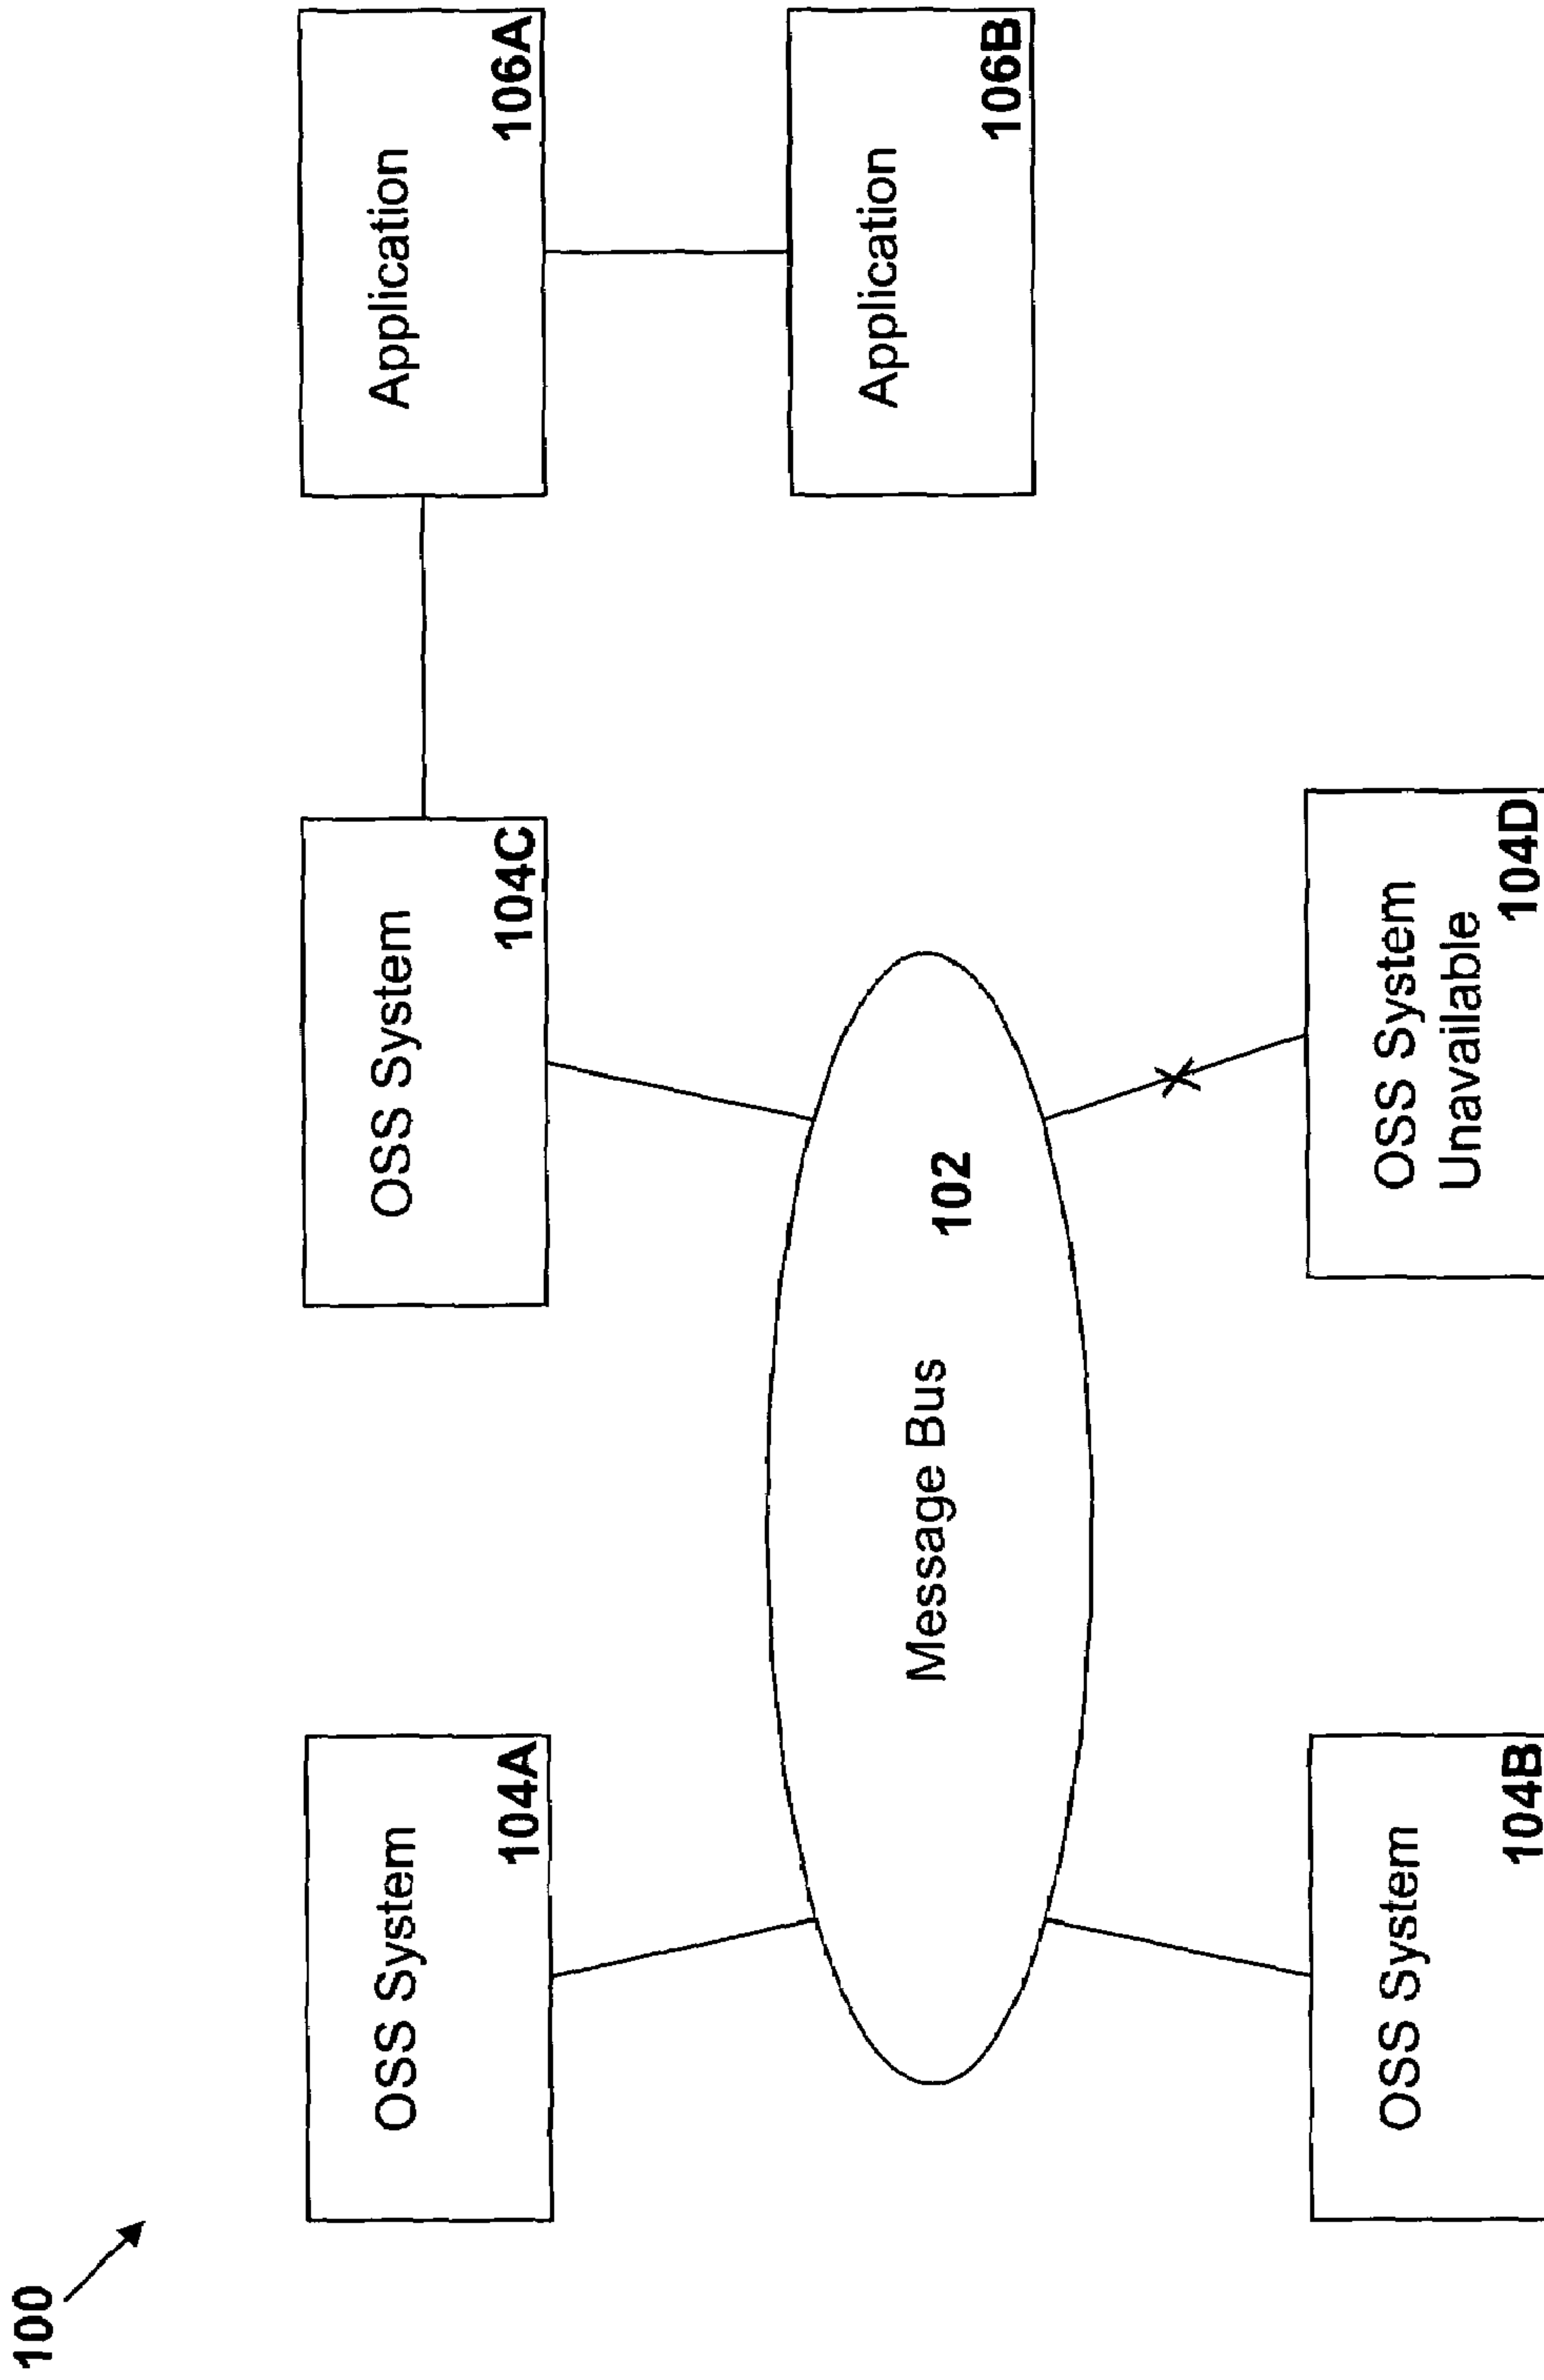 100
OSS System
104A
OSS System
104C
Application
106A
Message Bus
102
Application
106B
OSS System
104B
OSS System
Unavailable
104D